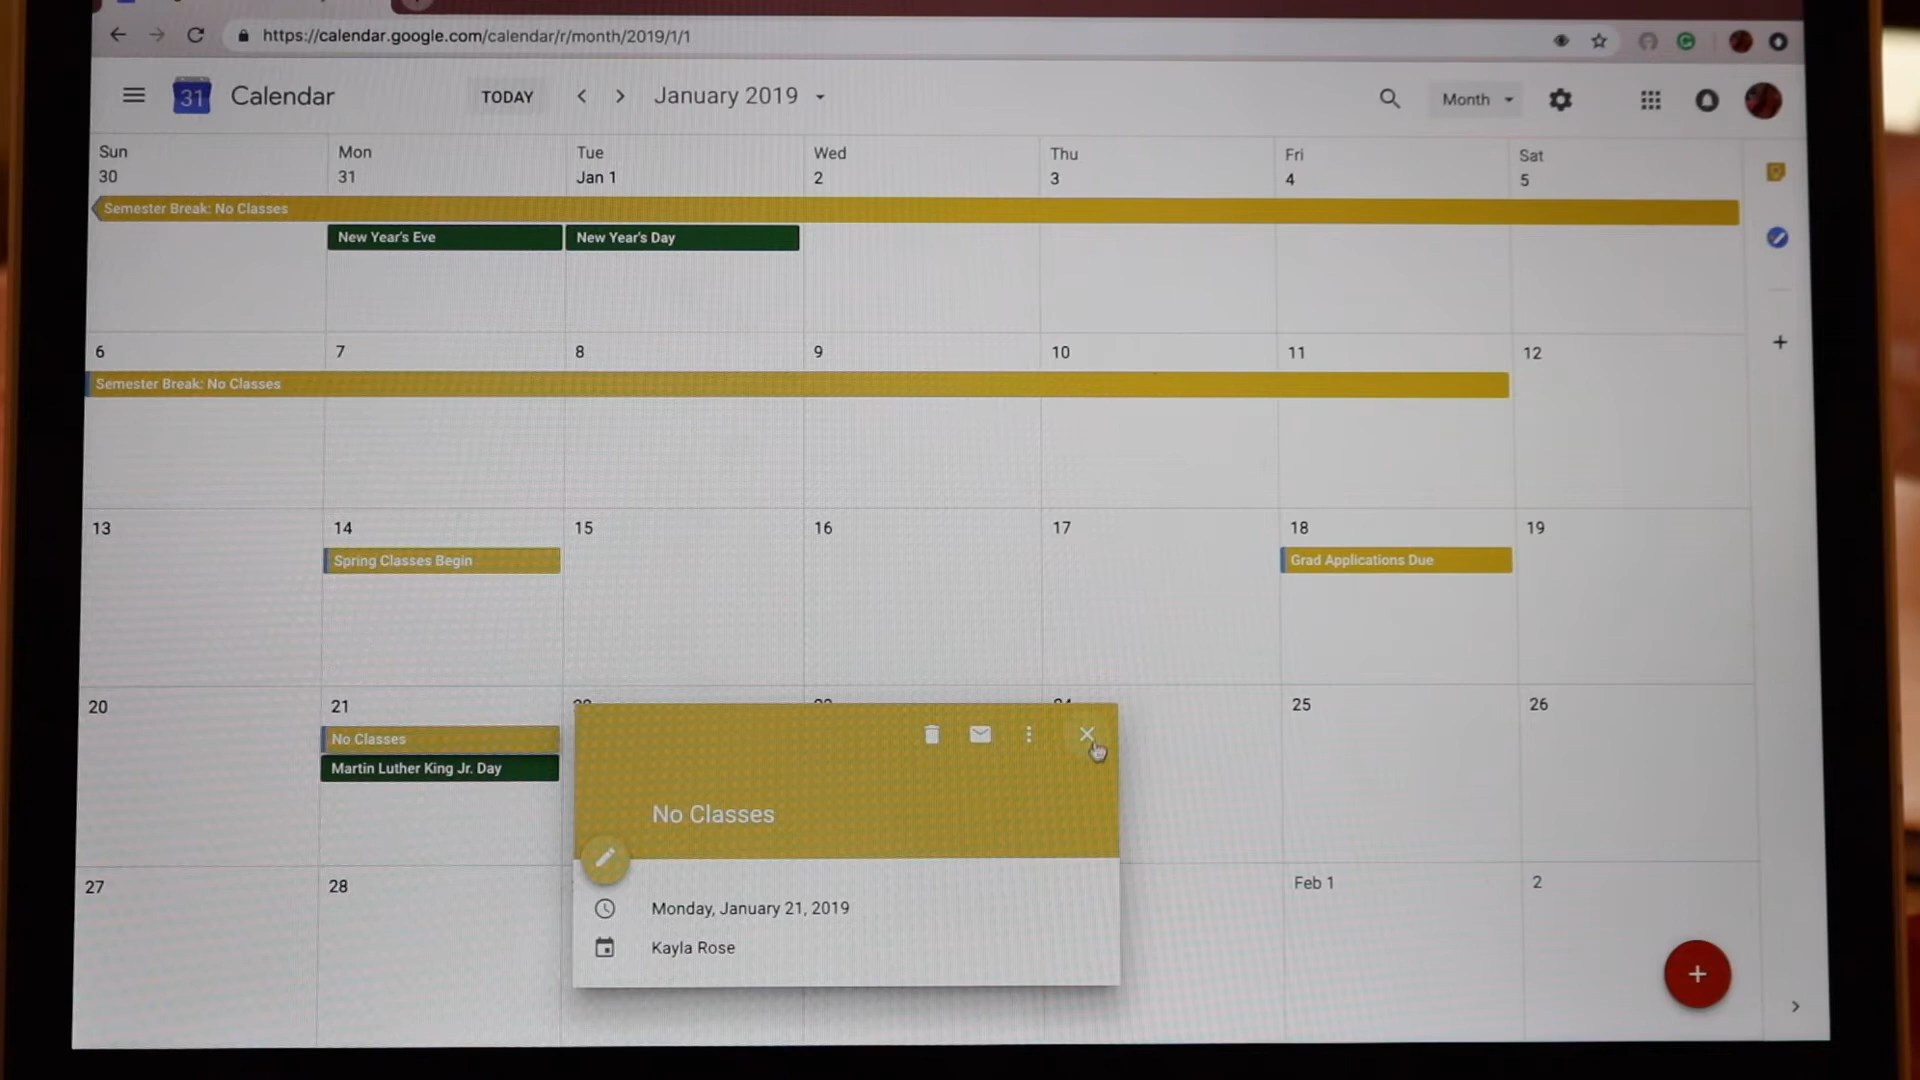 https://calendar.google.com/calendar/r/month/2019/1/1
31 Calendar TODAY January 2019 Month
Sun Mon Tue Wed Thu Fri Sat
30 31 Jan 1 2 3 4 5
Semester Break: No Classes
New Year's Eve New Year's Day
6 7 8 9 10 11 12
Semester Break: No Classes
13 14 15 16 17 18 19
Spring Classes Begin Grad Applications Due
20 21 25 26
No Classes
Martin Luther King Jr. Day
No Classes
27 28 Feb 1 2
Monday, January 21, 2019
Kayla Rose